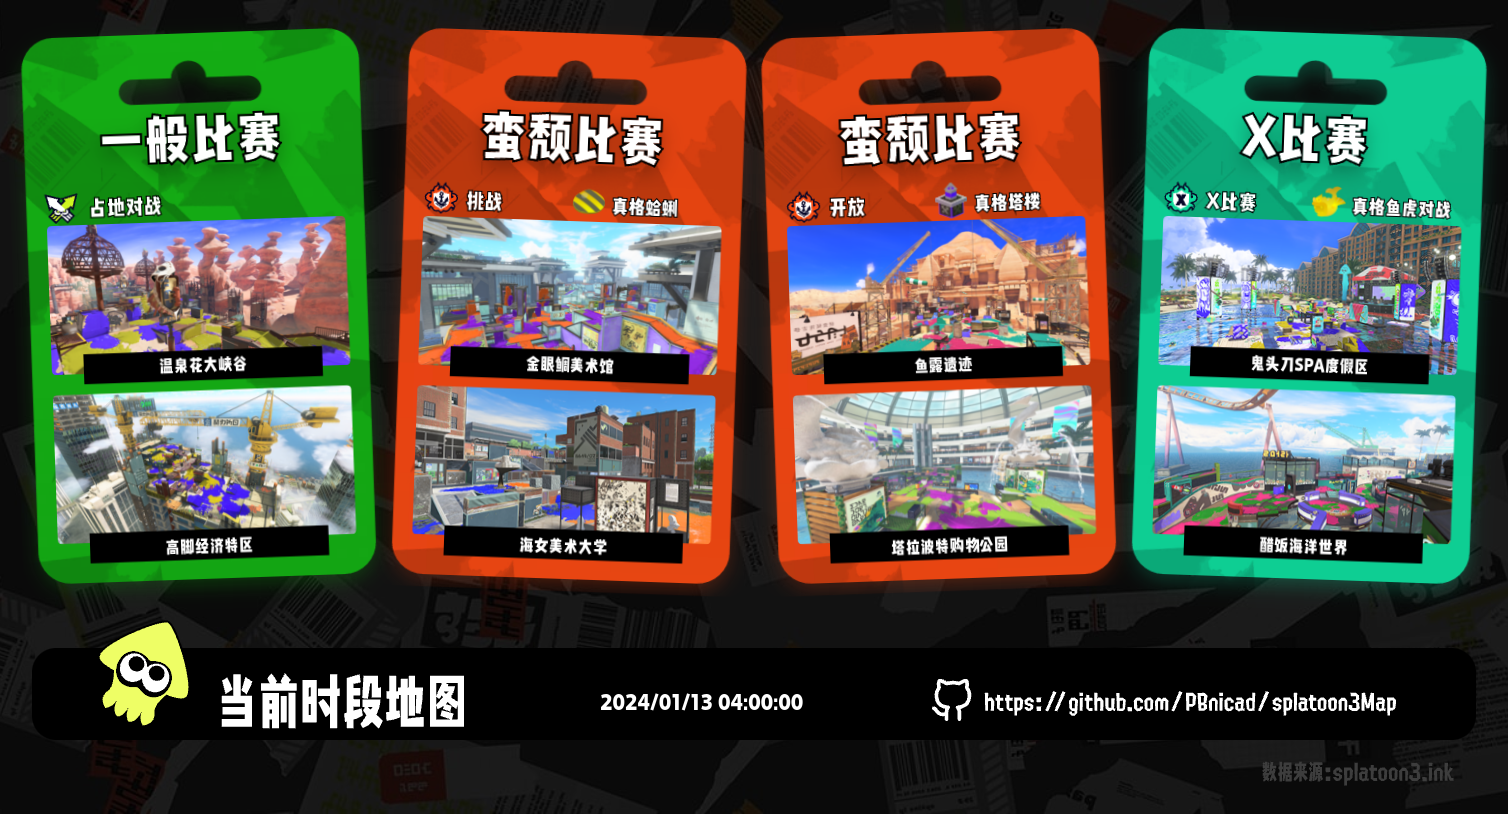 一般比赛
占地对战
温泉花大峡谷
高脚经济特区
蛮颓比赛
挑战
真格蛤蜊
金眼鲷美术馆
海女美术大学
蛮颓比赛
开放
真格塔楼
鱼露遗迹
塔拉波特购物公园
X比赛
X比赛
真格鱼虎对战
鬼头刀SPA度假区
醋饭海洋世界
当前时段地图
2024/01/13 04:00:00
https://github.com/PBnicad/splatoon3Map
数据来源:splatoon3.ink